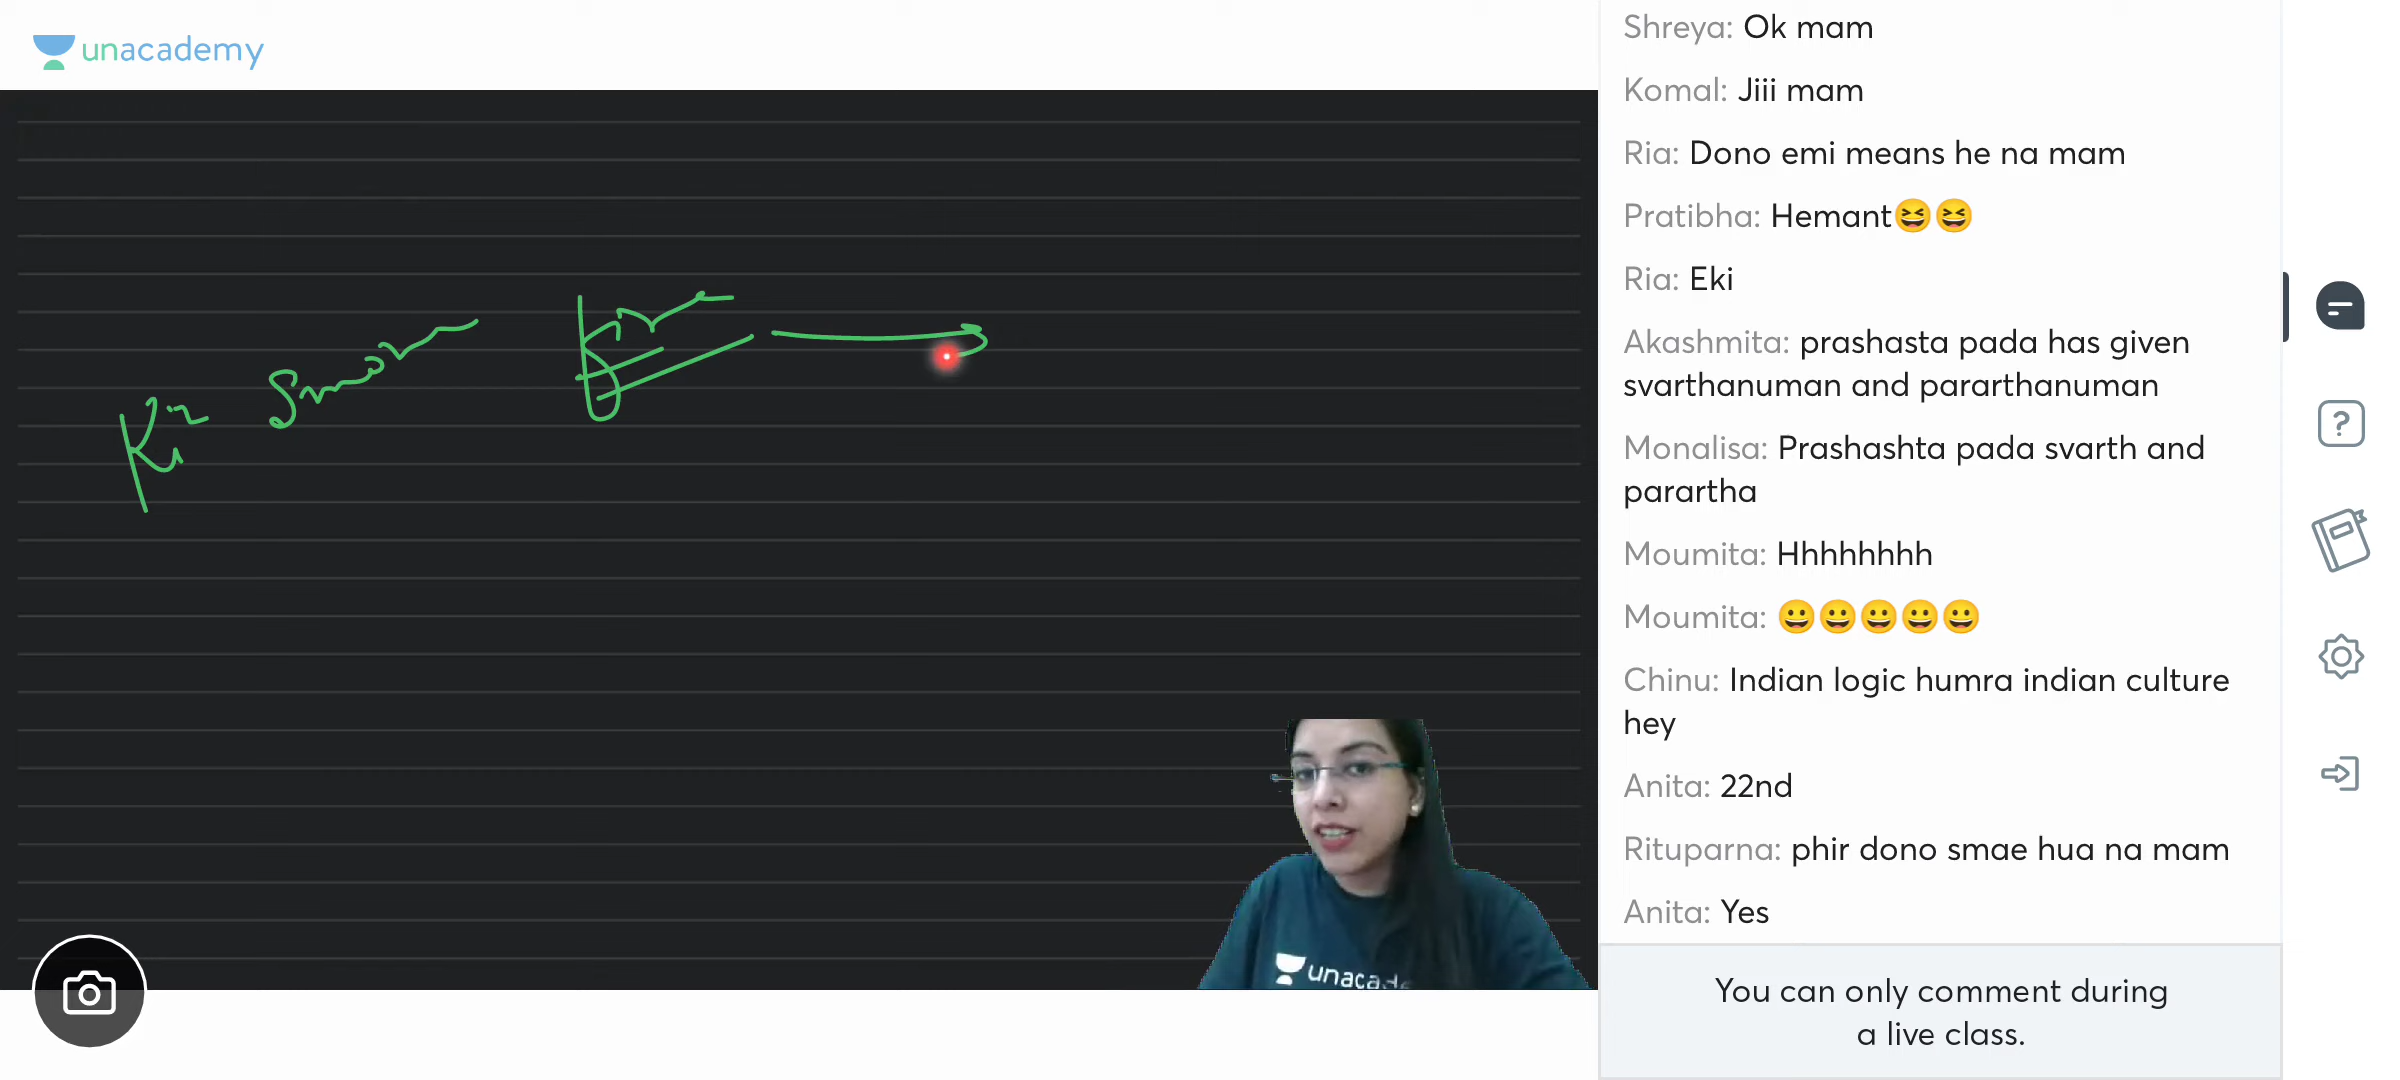 unacademy
Shreya: Ok mam
Komal: Jiii mam
Ria: Dono emi means he na mam
Pratibha: Hemant😆😆
Ria: Eki
Akashmita: prashasta pada has given
svarthanuman and pararthanuman
Monalisa: Prashashta pada svarth and
parartha
Moumita: Hhhhhhhh
Moumita: 😀😀😀😀😀
Chinu: Indian logic humra indian culture
hey
Anita: 22nd
Rituparna: phir dono smae hua na mam
Anita: Yes
You can only comment during
a live class.